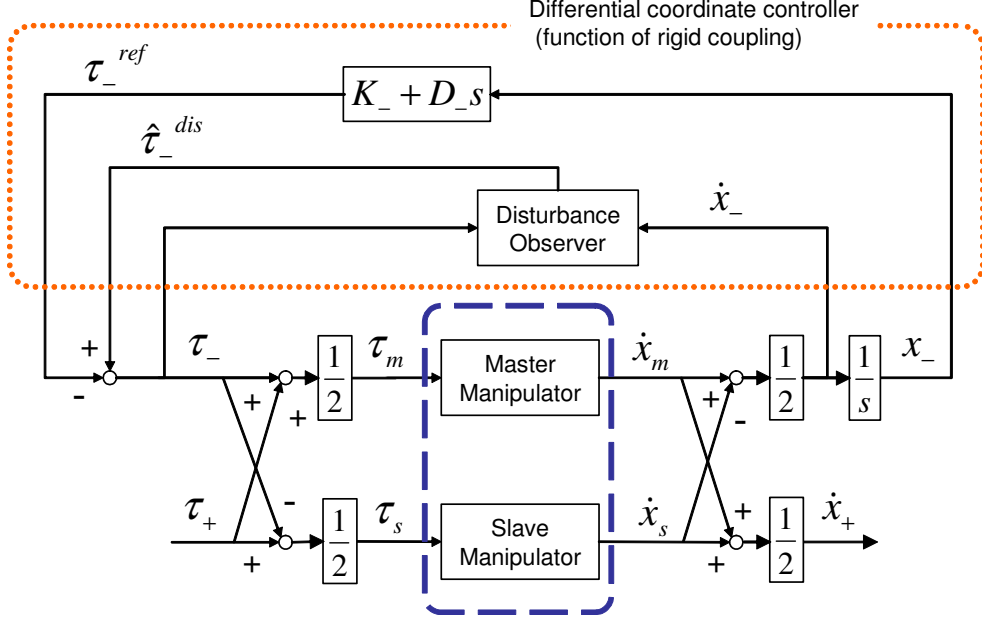 Differential coordinate controller
(function of rigid coupling)
τ_^ref
K_ + D_s
τ̂_^dis
Disturbance
Observer
ẋ_
+
-
τ_
+
+
1/2
τ_m
Master
Manipulator
ẋ_m
+
-
1/2
1/s
x_
τ_+
-
+
1/2
τ_s
Slave
Manipulator
ẋ_s
+
+
1/2
ẋ_+